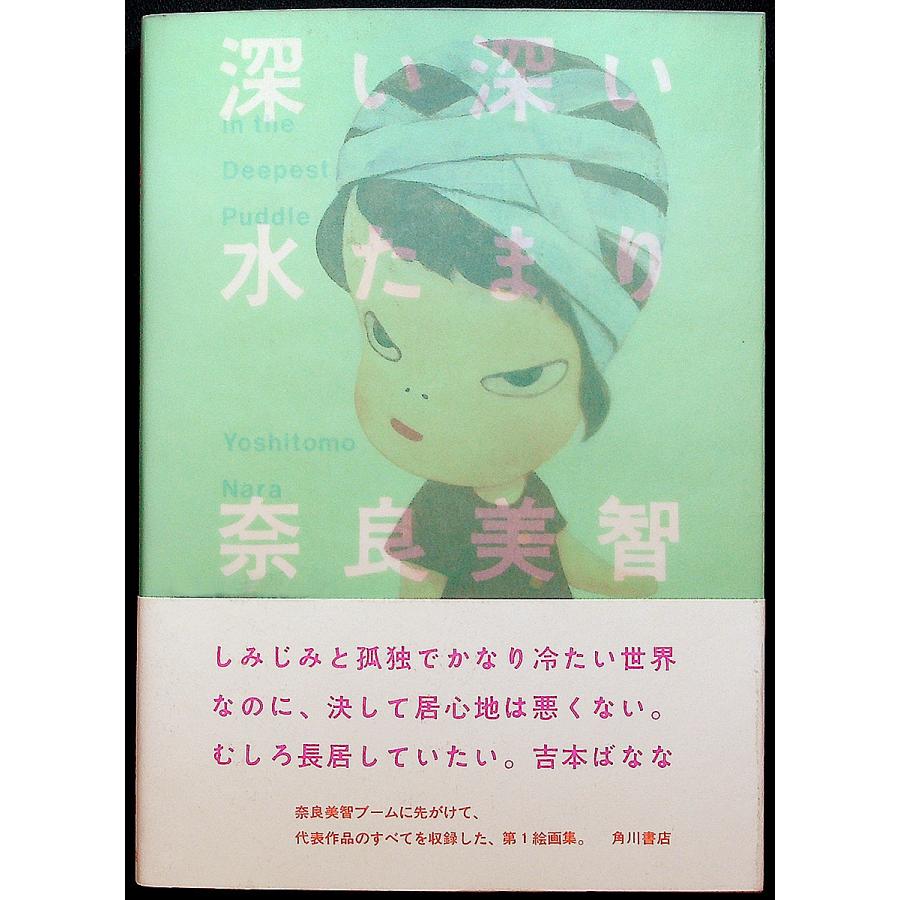 深い深い
In the
Deepest
Puddle
水たまり
Yoshitomo
Nara
奈良美智
しみじみと孤独でかなり冷たい世界
なのに、決して居心地は悪くない。
むしろ長居していたい。吉本ばなな
奈良美智ブームに先がけて、
代表作品のすべてを収録した、第1絵画集。　角川書店